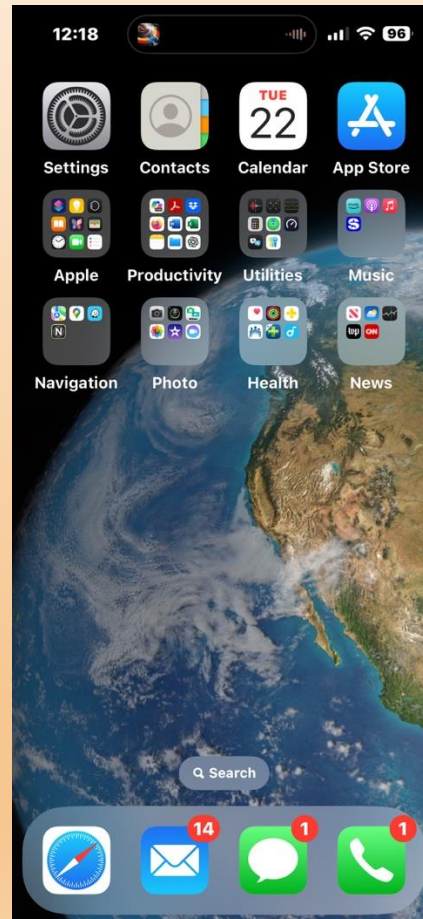 12:18
96
TUE
22
Settings Contacts Calendar App Store
Apple Productivity Utilities Music
Navigation Photo Health News
Search
14 1 1